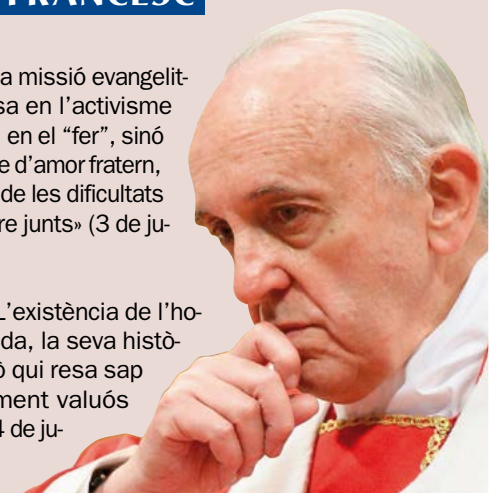 FRANCESC
a missió evangelit-
sa en l’activisme
en el “fer”, sinó
e d’amor fratern,
de les dificultats
re junts» (3 de ju-
L’existència de l’ho-
da, la seva histò-
ò qui resa sap
ment valuós
4 de ju-